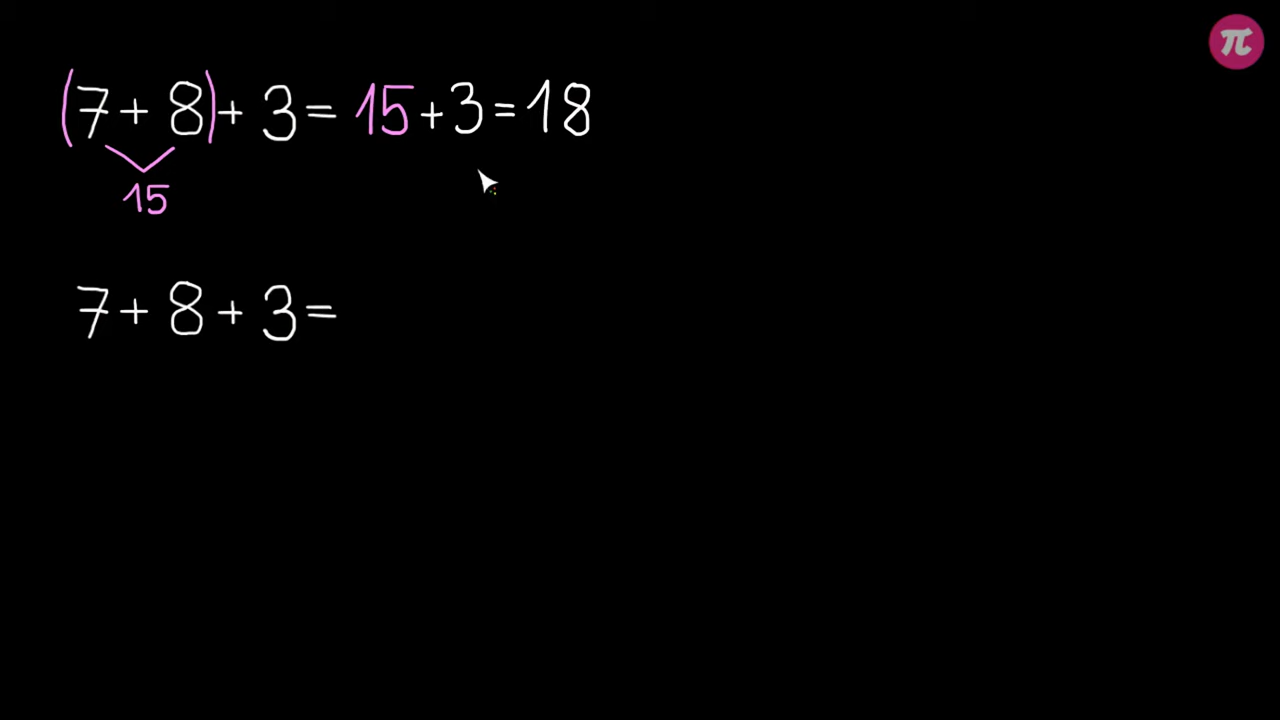 (7 + 8) + 3 = 15 + 3 = 18
15
7 + 8 + 3 =
π